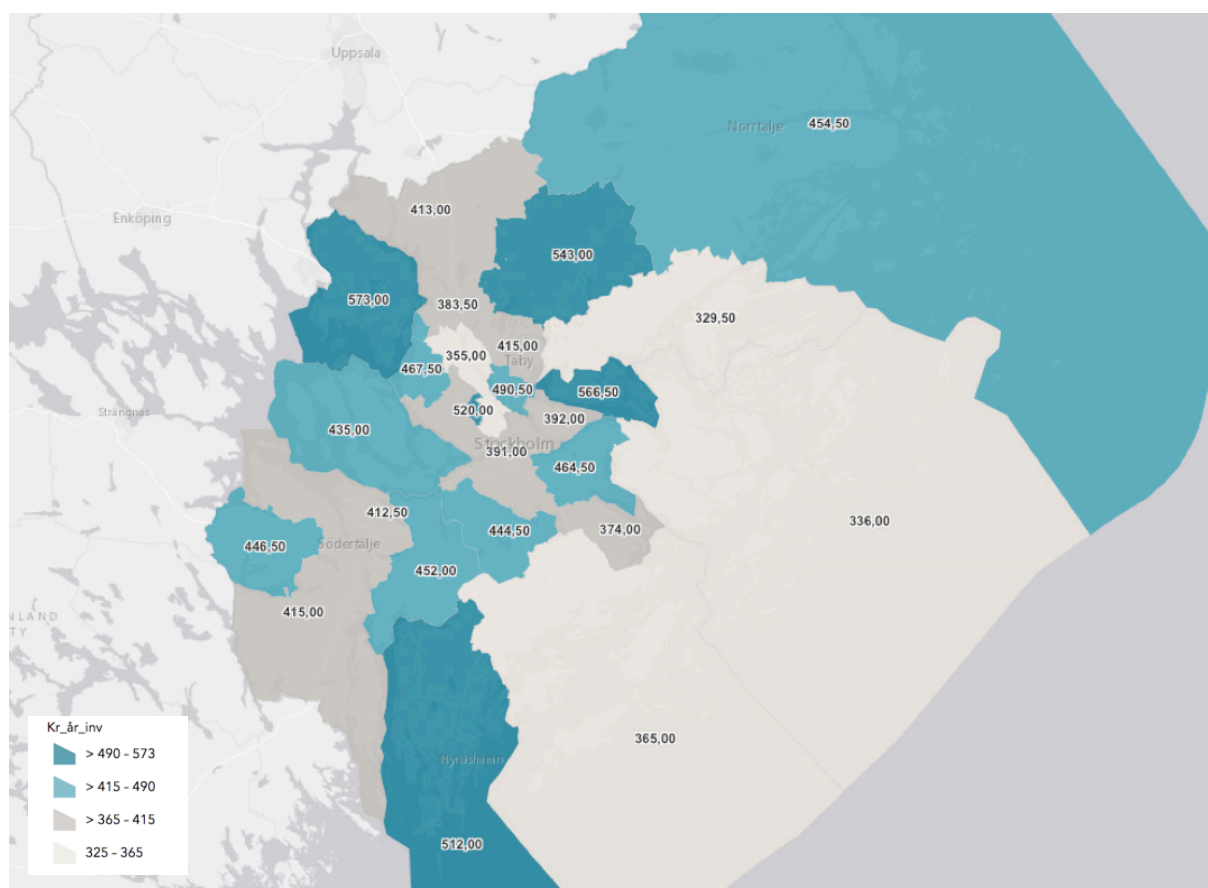 Uppsala
Norrtälje
454,50
Enköping
413,00
543,00
573,00
383,50
329,50
415,00
Täby
355,00
467,50
490,50
566,50
520,00
392,00
Strängnäs
435,00
Stockholm
391,00
464,50
412,50
336,00
374,00
444,50
446,50
Södertälje
452,00
415,00
NLAND
TY
365,00
Nynäshamn
512,00
Kr_år_inv
> 490 - 573
> 415 - 490
> 365 - 415
325 - 365